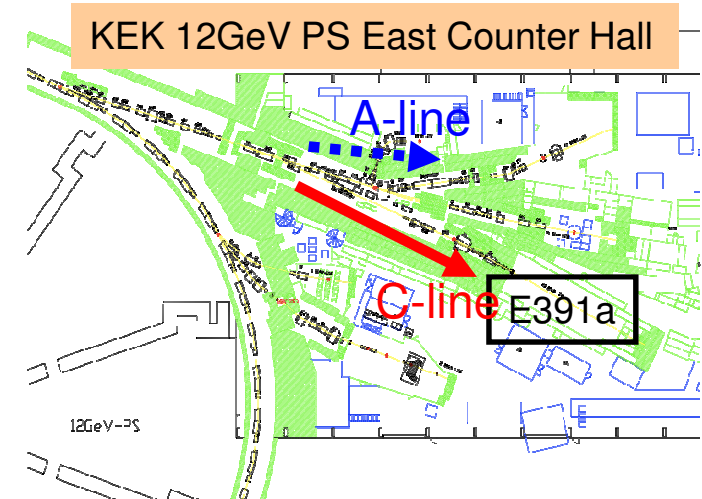 KEK 12GeV PS East Counter Hall
A-line
C-line
E391a
12GeV-PS